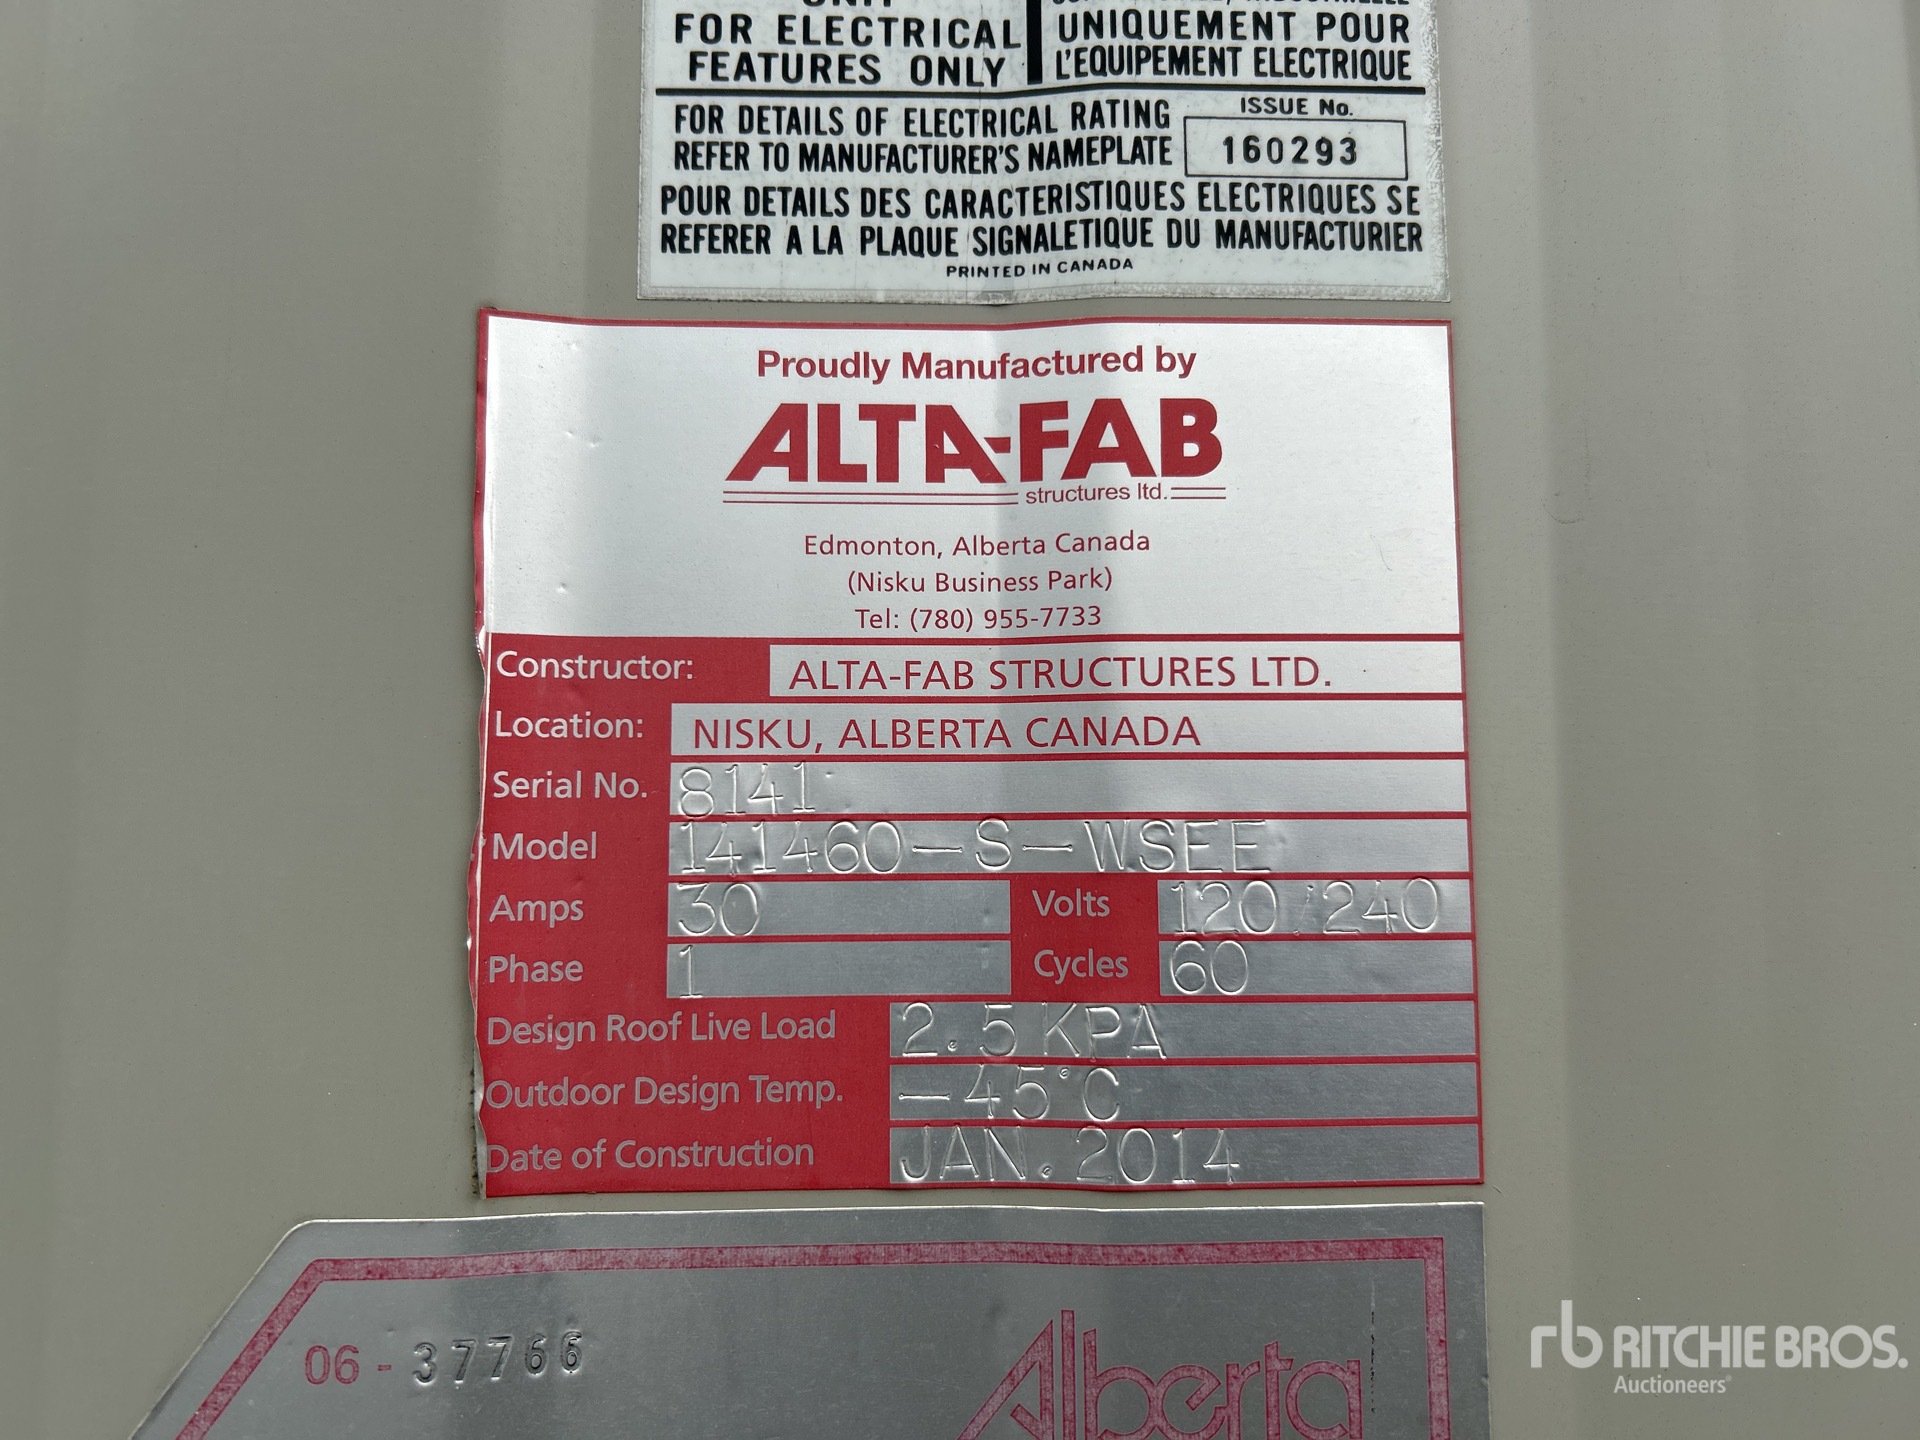 FOR ELECTRICAL
FEATURES ONLY
UNIQUEMENT POUR
L'EQUIPEMENT ELECTRIQUE
FOR DETAILS OF ELECTRICAL RATING
REFER TO MANUFACTURER'S NAMEPLATE
ISSUE No.
160293
POUR DETAILS DES CARACTERISTIQUES ELECTRIQUES SE
REFERER A LA PLAQUE SIGNALETIQUE DU MANUFACTURIER
PRINTED IN CANADA
Proudly Manufactured by
ALTA-FAB
structures ltd.
Edmonton, Alberta Canada
(Nisku Business Park)
Tel: (780) 955-7733
Constructor: ALTA-FAB STRUCTURES LTD.
Location: NISKU, ALBERTA CANADA
Serial No. 8141
Model 141460-S-WSEE
Amps 30 Volts 120/240
Phase 1 Cycles 60
Design Roof Live Load 2.5 KPA
Outdoor Design Temp. -45°C
Date of Construction JAN. 2014
06 - 37766
Alberta
rb RITCHIE BROS.
Auctioneers